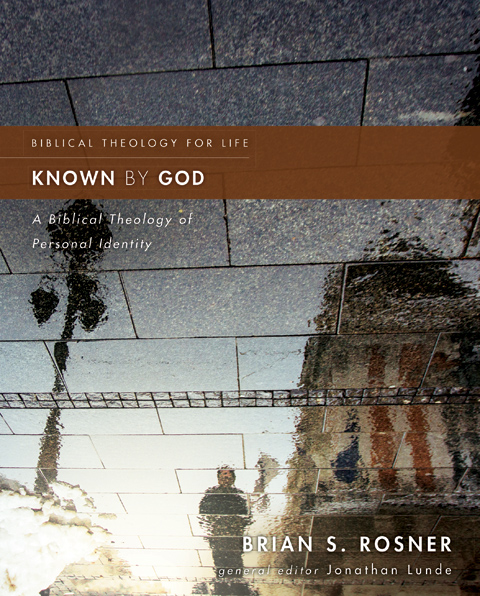 BIBLICAL THEOLOGY FOR LIFE
KNOWN BY GOD
A Biblical Theology of
Personal Identity
BRIAN S. ROSNER
general editor Jonathan Lunde